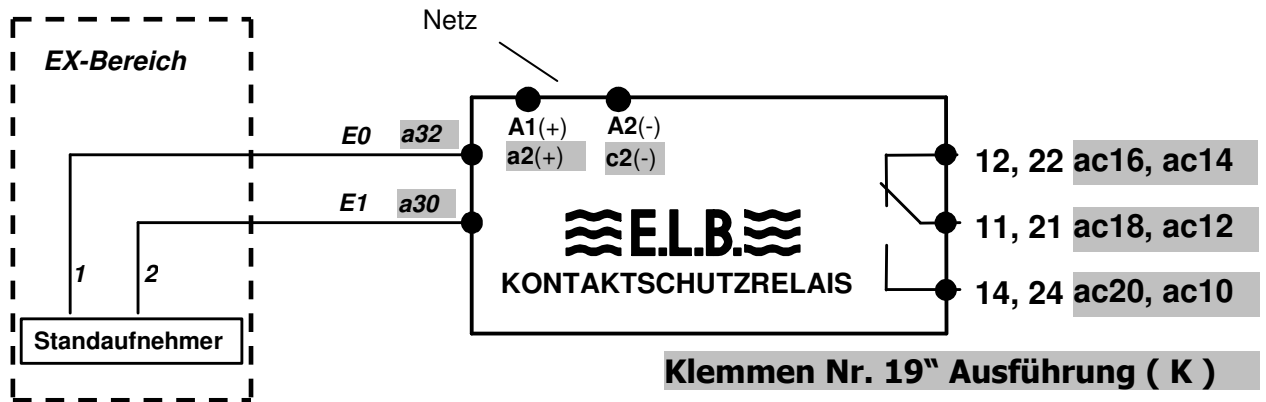 Netz
EX-Bereich
A1(+) A2(-)
a2(+) c2(-)
E0 a32
E1 a30
12, 22 ac16, ac14
11, 21 ac18, ac12
14, 24 ac20, ac10
E.L.B.
KONTAKTSCHUTZRELAIS
1 2
Standaufnehmer
Klemmen Nr. 19“ Ausführung ( K )